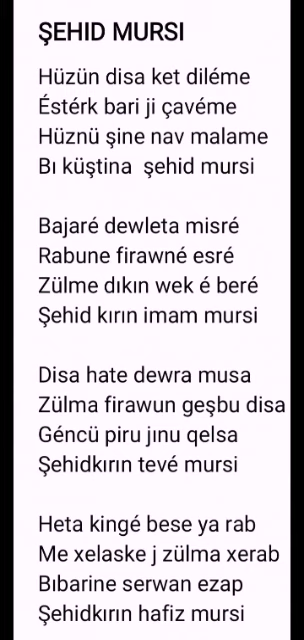 ŞEHID MURSI
Hüzün disa ket diléme
Éstérk bari ji çavéme
Hüznü şine nav malame
Bı küştina şehid mursi
Bajaré dewleta misré
Rabune firawné esré
Zülme dıkın wek é beré
Şehid kırın imam mursi
Disa hate dewra musa
Zülma firawun geşbu disa
Géncü piru jınu qelsa
Şehidkırın tevé mursi
Heta kingé bese ya rab
Me xelaske j zülma xerab
Bıbarine serwan ezap
Şehidkırın hafiz mursi